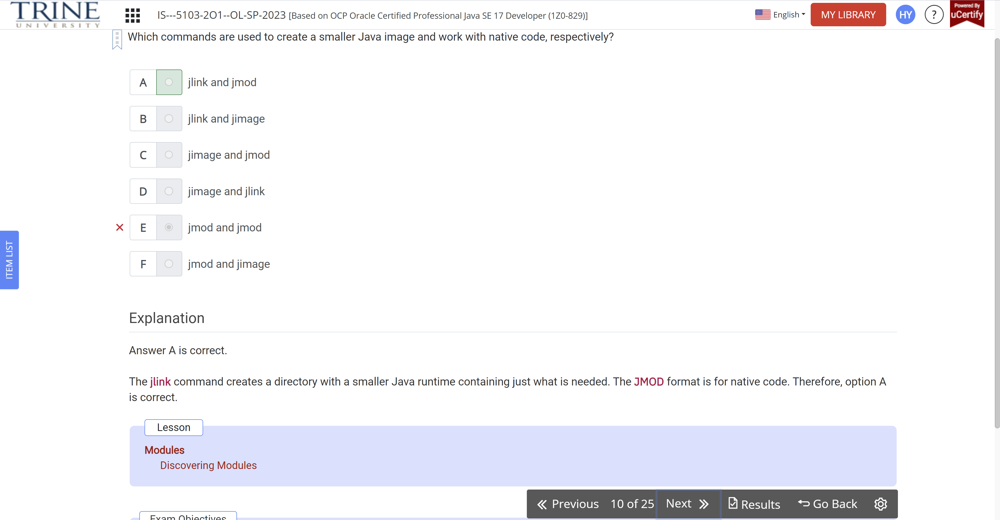 TRINE
UNIVERSITY
IS---5103-2O1--OL-SP-2023 [Based on OCP Oracle Certified Professional Java SE 17 Developer (1Z0-829)]
English
MY LIBRARY
HY
?
Powered By
uCertify
Which commands are used to create a smaller Java image and work with native code, respectively?
A jlink and jmod
B jlink and jimage
C jimage and jmod
D jimage and jlink
E jmod and jmod
F jmod and jimage
ITEM LIST
Explanation
Answer A is correct.
The jlink command creates a directory with a smaller Java runtime containing just what is needed. The JMOD format is for native code. Therefore, option A
is correct.
Lesson
Modules
Discovering Modules
Previous 10 of 25 Next Results Go Back
Exam Objectives